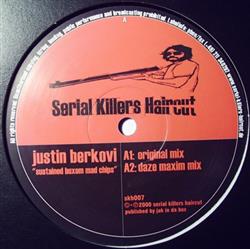 A
Serial Killers Haircut
justin berkovi
"sustained buxom mad chips"
A1: original mix
A2: daze maxim mix
skh007
℗+©2000 serial killers haircut
published by jak in da box